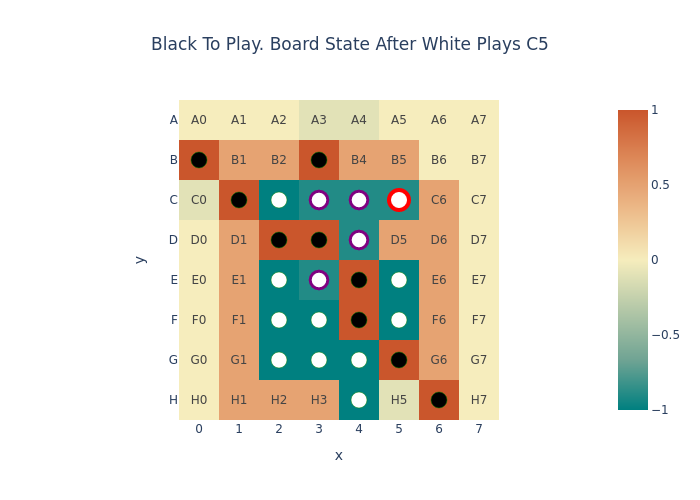 Black To Play. Board State After White Plays C5
A A0 A1 A2 A3 A4 A5 A6 A7
B B1 B2 B4 B5 B6 B7
C C0 C6 C7
D D0 D1 D5 D6 D7
E E0 E1 E6 E7
F F0 F1 F6 F7
G G0 G1 G6 G7
H H0 H1 H2 H3 H5 H7
0 1 2 3 4 5 6 7
x
y
1
0.5
0
−0.5
−1